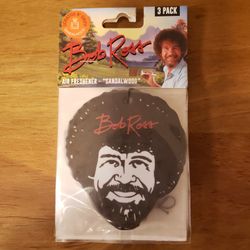 3 PACK
Bob Ross
AIR FRESHENER - "SANDALWOOD"
Bob Ross